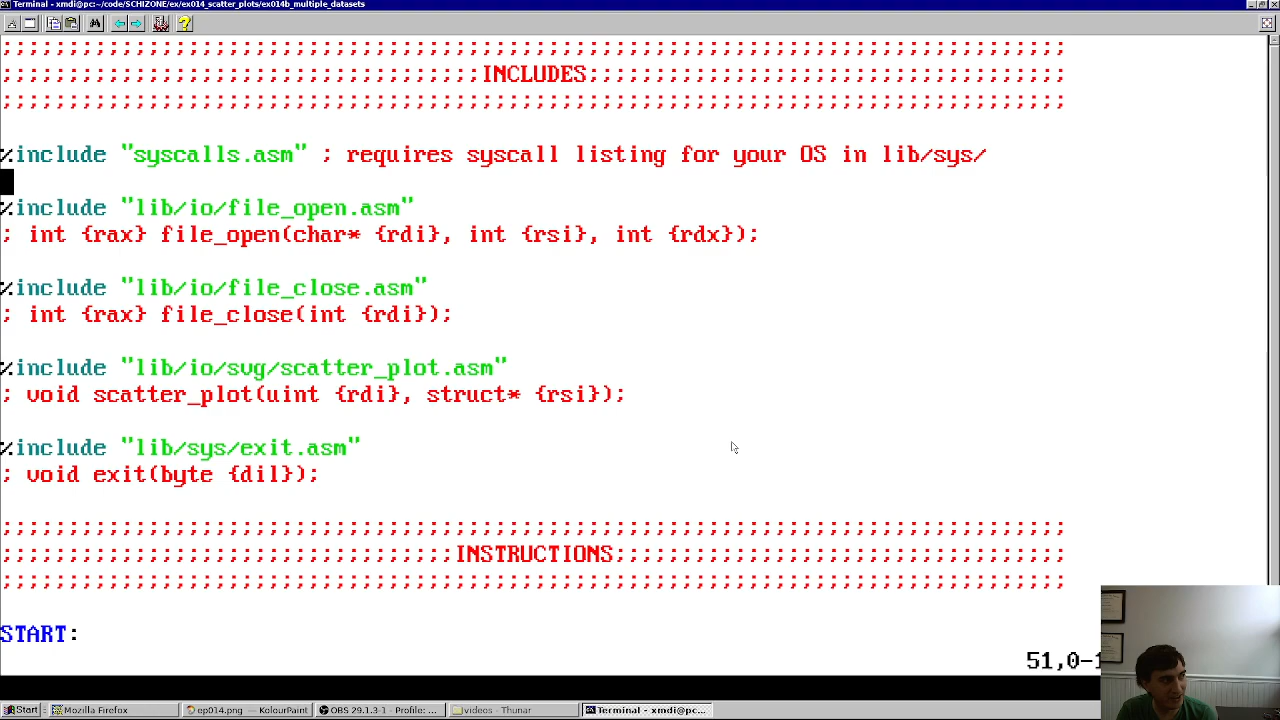 Terminal - xmdi@pc:~/code/SCHIZONE/ex/ex014_scatter_plots/ex014b_multiple_datasets
;;;;;;;;;;;;;;;;;;;;;;;;;;;;;;;;;;;;;;;;;;;;;;;;;;;;;;;;;;;;;;;;;;;;;;;;;;;;;;;;
;;;;;;;;;;;;;;;;;;;;;;;;;;;;;;;;;;;;INCLUDES;;;;;;;;;;;;;;;;;;;;;;;;;;;;;;;;;;;;
;;;;;;;;;;;;;;;;;;;;;;;;;;;;;;;;;;;;;;;;;;;;;;;;;;;;;;;;;;;;;;;;;;;;;;;;;;;;;;;;
%include "syscalls.asm" ; requires syscall listing for your OS in lib/sys/
%include "lib/io/file_open.asm"
; int {rax} file_open(char* {rdi}, int {rsi}, int {rdx});
%include "lib/io/file_close.asm"
; int {rax} file_close(int {rdi});
%include "lib/io/svg/scatter_plot.asm"
; void scatter_plot(uint {rdi}, struct* {rsi});
%include "lib/sys/exit.asm"
; void exit(byte {dil});
;;;;;;;;;;;;;;;;;;;;;;;;;;;;;;;;;;;;;;;;;;;;;;;;;;;;;;;;;;;;;;;;;;;;;;;;;;;;;;;;
;;;;;;;;;;;;;;;;;;;;;;;;;;;;;;;;;;INSTRUCTIONS;;;;;;;;;;;;;;;;;;;;;;;;;;;;;;;;;;
;;;;;;;;;;;;;;;;;;;;;;;;;;;;;;;;;;;;;;;;;;;;;;;;;;;;;;;;;;;;;;;;;;;;;;;;;;;;;;;;
START:
51,0-1
Start Mozilla Firefox ep014.png — KolourPaint OBS 29.1.3-1 - Profile: ... videos - Thunar Terminal - xmdi@pc...